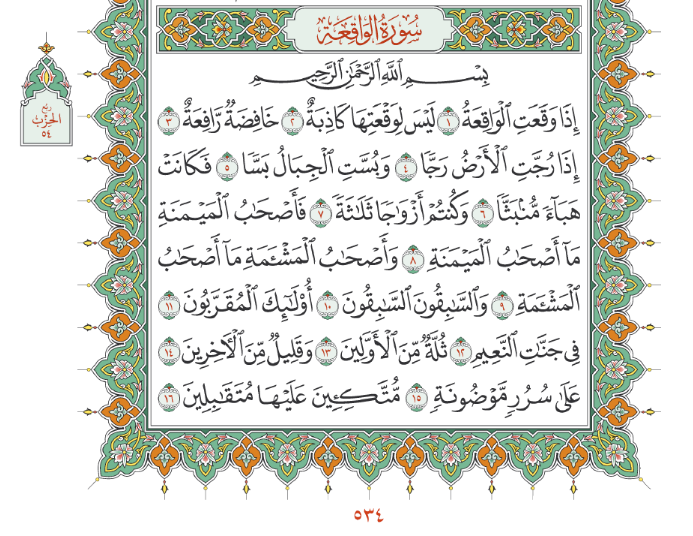 سُورَةُ الوَاقِعَةِ
بِسْمِ ٱللَّهِ ٱلرَّحْمَٰنِ ٱلرَّحِيمِ
إِذَا وَقَعَتِ ٱلْوَاقِعَةُ ١ لَيْسَ لِوَقْعَتِهَا كَاذِبَةٌ ٢ خَافِضَةٌ رَّافِعَةٌ ٣
إِذَا رُجَّتِ ٱلْأَرْضُ رَجًّا ٤ وَبُسَّتِ ٱلْجِبَالُ بَسًّا ٥ فَكَانَتْ
هَبَآءً مُّنۢبَثًّا ٦ وَكُنتُمْ أَزْوَٰجًا ثَلَٰثَةً ٧ فَأَصْحَٰبُ ٱلْمَيْمَنَةِ
مَآ أَصْحَٰبُ ٱلْمَيْمَنَةِ ٨ وَأَصْحَٰبُ ٱلْمَشْـَٔمَةِ مَآ أَصْحَٰبُ
ٱلْمَشْـَٔمَةِ ٩ وَٱلسَّٰبِقُونَ ٱلسَّٰبِقُونَ ١٠ أُو۟لَٰٓئِكَ ٱلْمُقَرَّبُونَ ١١
فِى جَنَّٰتِ ٱلنَّعِيمِ ١٢ ثُلَّةٌ مِّنَ ٱلْأَوَّلِينَ ١٣ وَقَلِيلٌ مِّنَ ٱلْـَٔاخِرِينَ ١٤
عَلَىٰ سُرُرٍ مَّوْضُونَةٍ ١٥ مُّتَّكِـِٔينَ عَلَيْهَا مُتَقَٰبِلِينَ ١٦
رُبع
الحِزْبِ
٥٤
٥٣٤